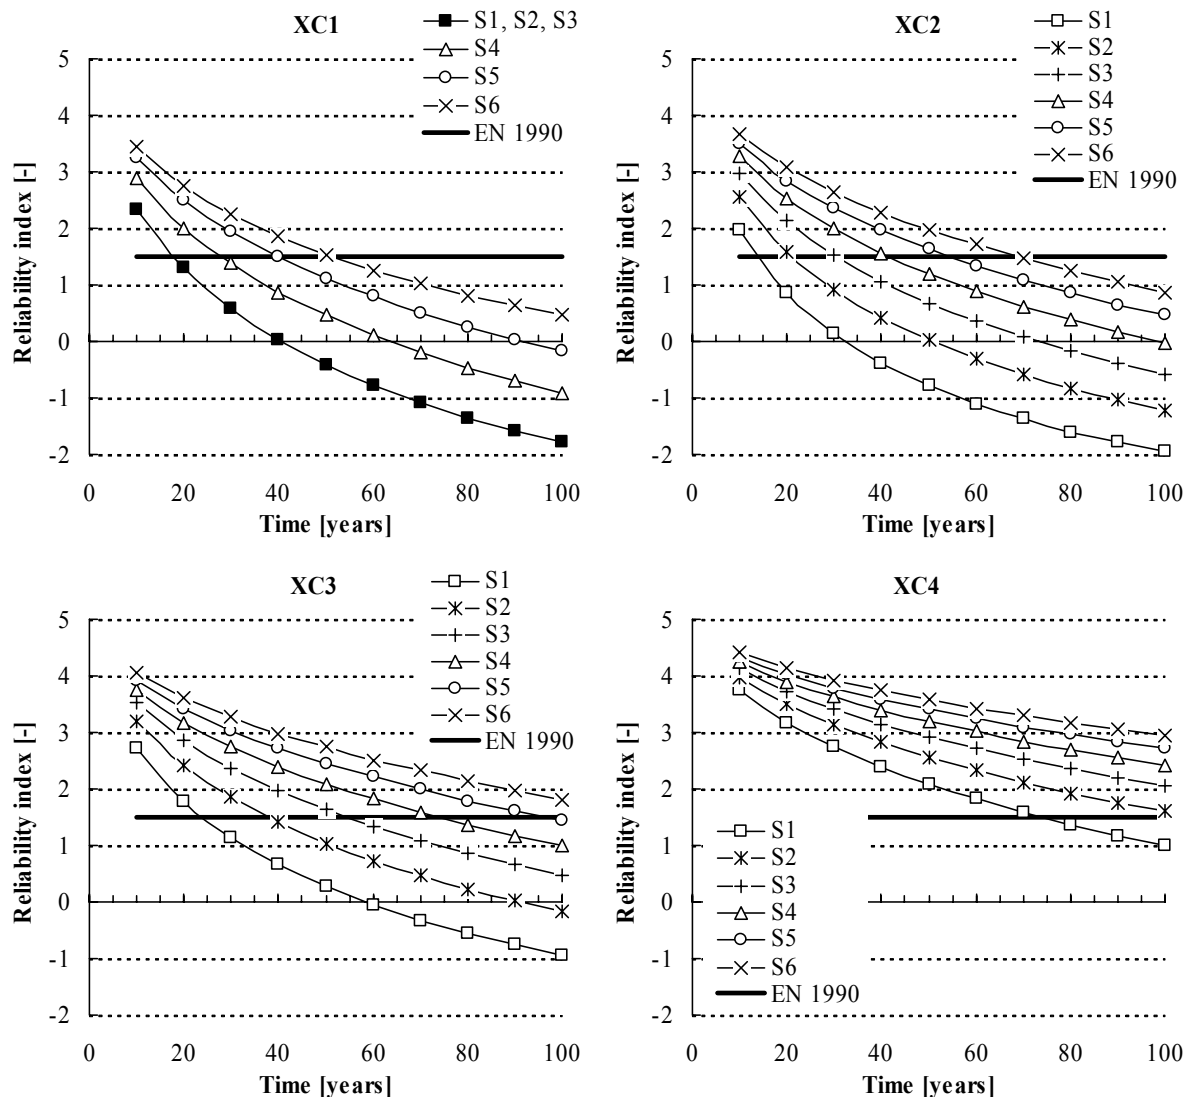 XC1
S1, S2, S3
S4
S5
S6
EN 1990
5
4
3
2
1
0
-1
-2
Reliability index [-]
0 20 40 60 80 100
Time [years]
XC2
S1
S2
S3
S4
S5
S6
EN 1990
5
4
3
2
1
0
-1
-2
Reliability index [-]
0 20 40 60 80 100
Time [years]
XC3
S1
S2
S3
S4
S5
S6
EN 1990
5
4
3
2
1
0
-1
-2
Reliability index [-]
0 20 40 60 80 100
Time [years]
XC4
5
4
3
2
1
0
-1
-2
Reliability index [-]
S1
S2
S3
S4
S5
S6
EN 1990
0 20 40 60 80 100
Time [years]